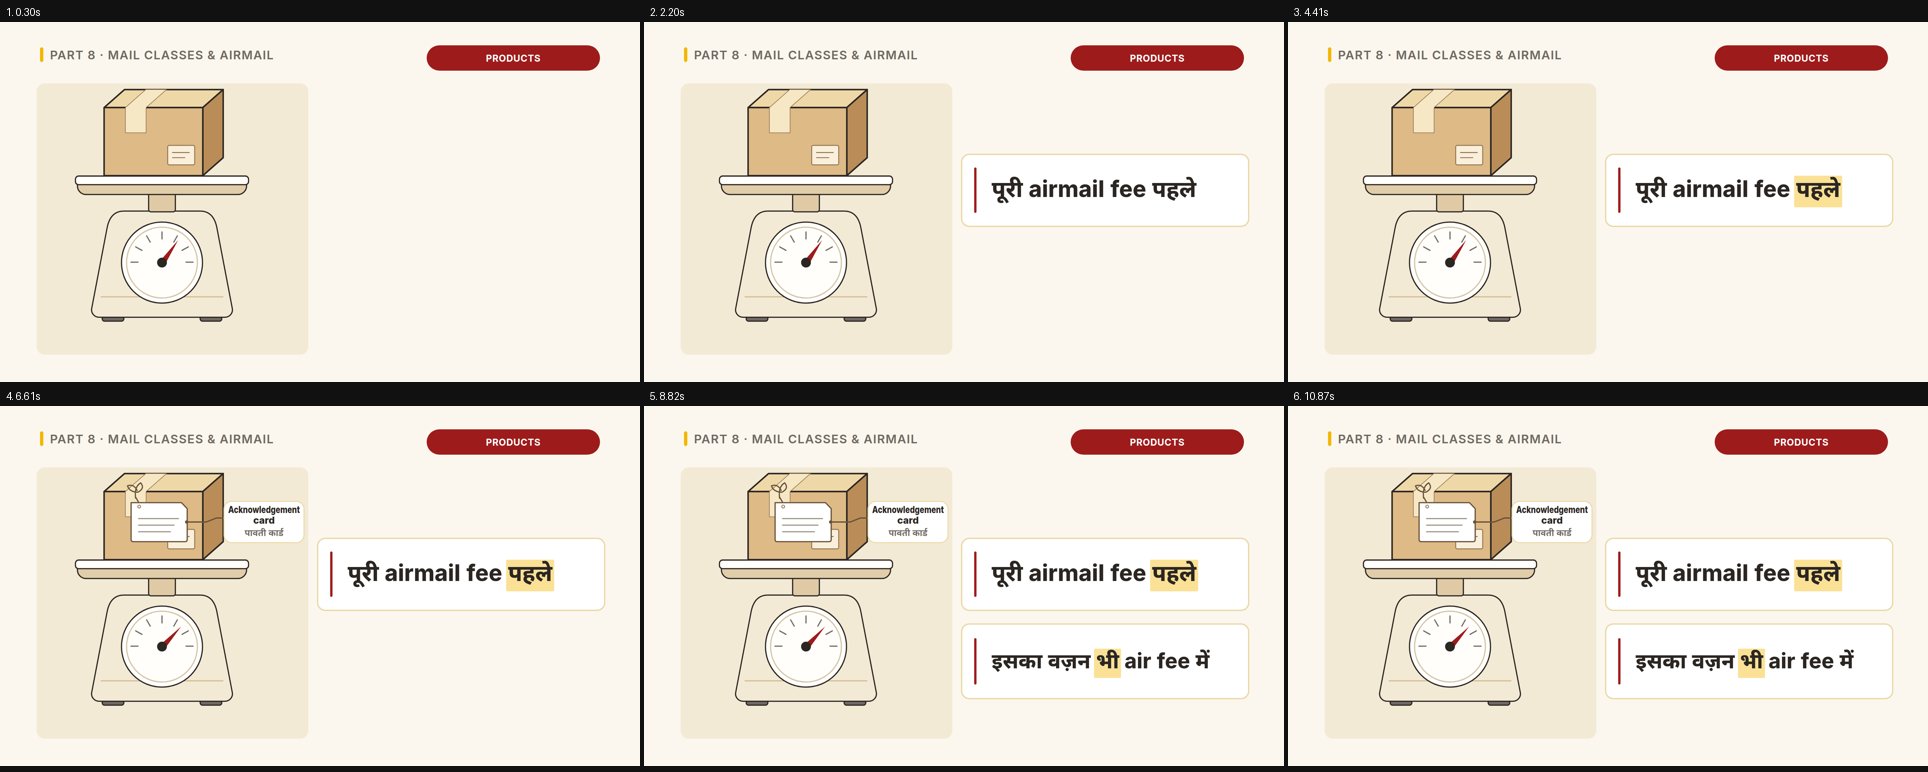 1. 0.30s
PART 8 · MAIL CLASSES & AIRMAIL
PRODUCTS
2. 2.20s
PART 8 · MAIL CLASSES & AIRMAIL
PRODUCTS
पूरी airmail fee पहले
3. 4.41s
PART 8 · MAIL CLASSES & AIRMAIL
PRODUCTS
पूरी airmail fee पहले
4. 6.61s
PART 8 · MAIL CLASSES & AIRMAIL
PRODUCTS
Acknowledgement
card
पावती कार्ड
पूरी airmail fee पहले
5. 8.82s
PART 8 · MAIL CLASSES & AIRMAIL
PRODUCTS
Acknowledgement
card
पावती कार्ड
पूरी airmail fee पहले
इसका वज़न भी air fee में
6. 10.87s
PART 8 · MAIL CLASSES & AIRMAIL
PRODUCTS
Acknowledgement
card
पावती कार्ड
पूरी airmail fee पहले
इसका वज़न भी air fee में